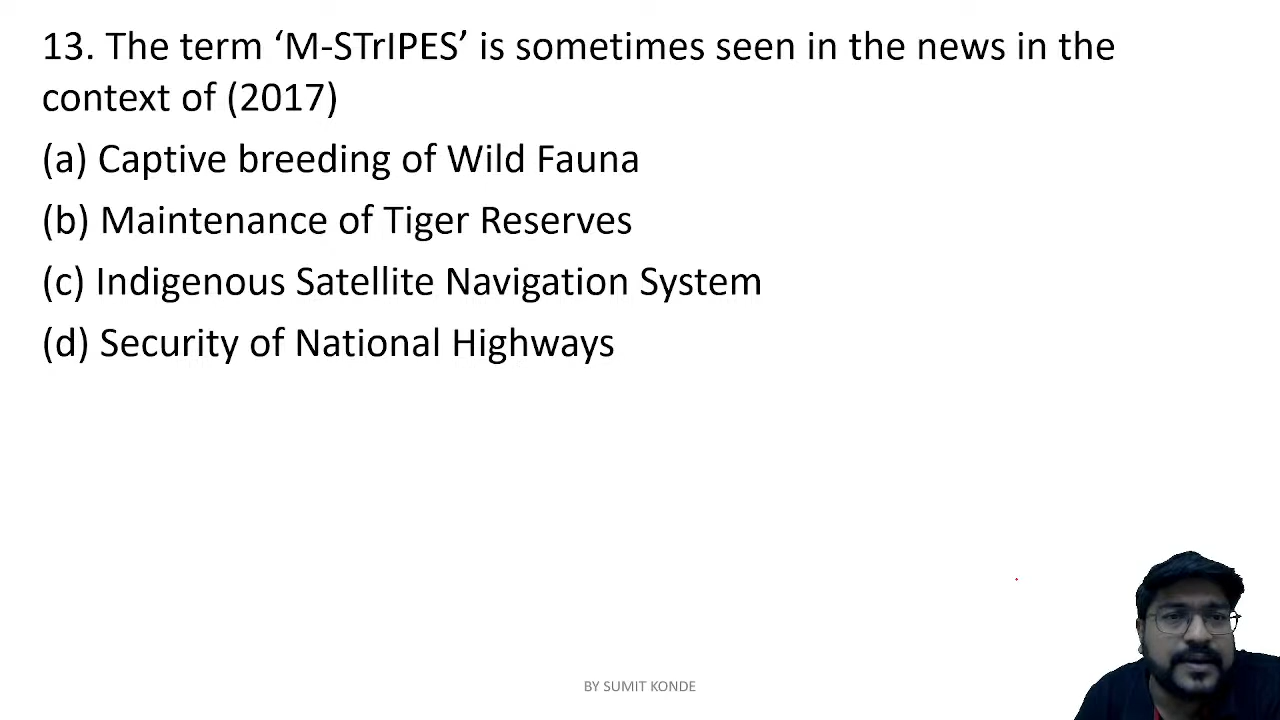 13. The term ‘M-STrIPES’ is sometimes seen in the news in the
context of (2017)
(a) Captive breeding of Wild Fauna
(b) Maintenance of Tiger Reserves
(c) Indigenous Satellite Navigation System
(d) Security of National Highways
BY SUMIT KONDE